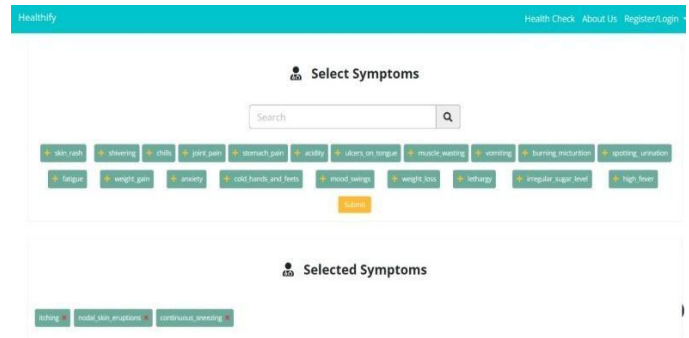 Healthify Health Check About Us Register/Login
Select Symptoms
Search
+ skin_rash + shivering + chills + joint_pain + stomach_pain + acidity + ulcers_on_tongue + muscle_wasting + vomiting + burning_micturition + spotting_urination
+ fatigue + weight_gain + anxiety + cold_hands_and_feets + mood_swings + weight_loss + lethargy + irregular_sugar_level + high_fever
Submit
Selected Symptoms
itching × nodal_skin_eruptions × continuous_sneezing ×